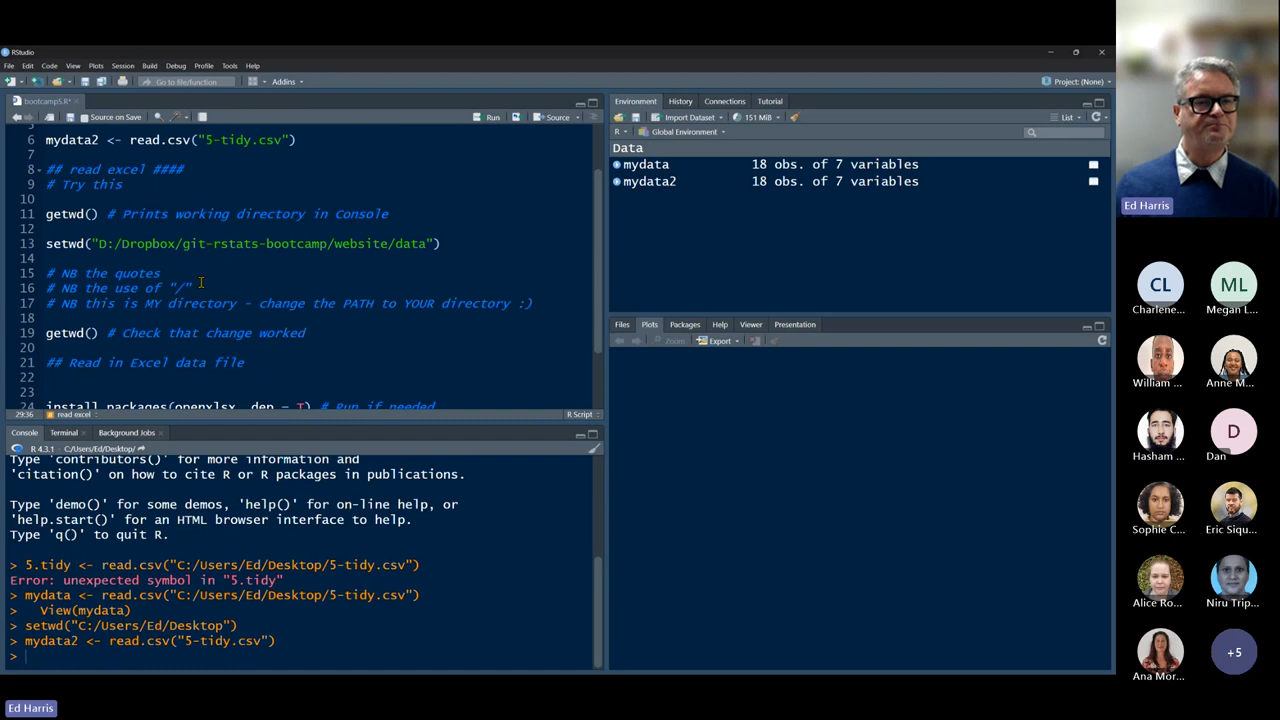 RStudio
File Edit Code View Plots Session Build Debug Profile Tools Help
Go to file/function
Addins
Project: (None)
bootcamp5.R*
Source on Save
Run
Source
5
6 mydata2 <- read.csv("5-tidy.csv")
7
8 ## read excel ####
9 # Try this
10
11 getwd() # Prints working directory in Console
12
13 setwd("D:/Dropbox/git-rstats-bootcamp/website/data")
14
15 # NB the quotes
16 # NB the use of "/"
17 # NB this is MY directory - change the PATH to YOUR directory :)
18
19 getwd() # Check that change worked
20
21 ## Read in Excel data file
22
23
24 install.packages(openxlsx, dep = T) # Run if needed
29:36 read excel R Script
Console Terminal Background Jobs
R 4.3.1 · C:/Users/Ed/Desktop/
Type 'contributors()' for more information and
'citation()' on how to cite R or R packages in publications.
Type 'demo()' for some demos, 'help()' for on-line help, or
'help.start()' for an HTML browser interface to help.
Type 'q()' to quit R.
> 5.tidy <- read.csv("C:/Users/Ed/Desktop/5-tidy.csv")
Error: unexpected symbol in "5.tidy"
> mydata <- read.csv("C:/Users/Ed/Desktop/5-tidy.csv")
> View(mydata)
> setwd("C:/Users/Ed/Desktop")
> mydata2 <- read.csv("5-tidy.csv")
>
Environment History Connections Tutorial
Import Dataset 151 MiB List
R Global Environment
Data
mydata 18 obs. of 7 variables
mydata2 18 obs. of 7 variables
Files Plots Packages Help Viewer Presentation
Zoom Export
Ed Harris
CL ML
Charlene... Megan L...
William ... Anne M...
D
Hasham ... Dan
Sophie C... Eric Siqu...
Alice Ro... Niru Trip...
+5
Ana Mor...
Ed Harris